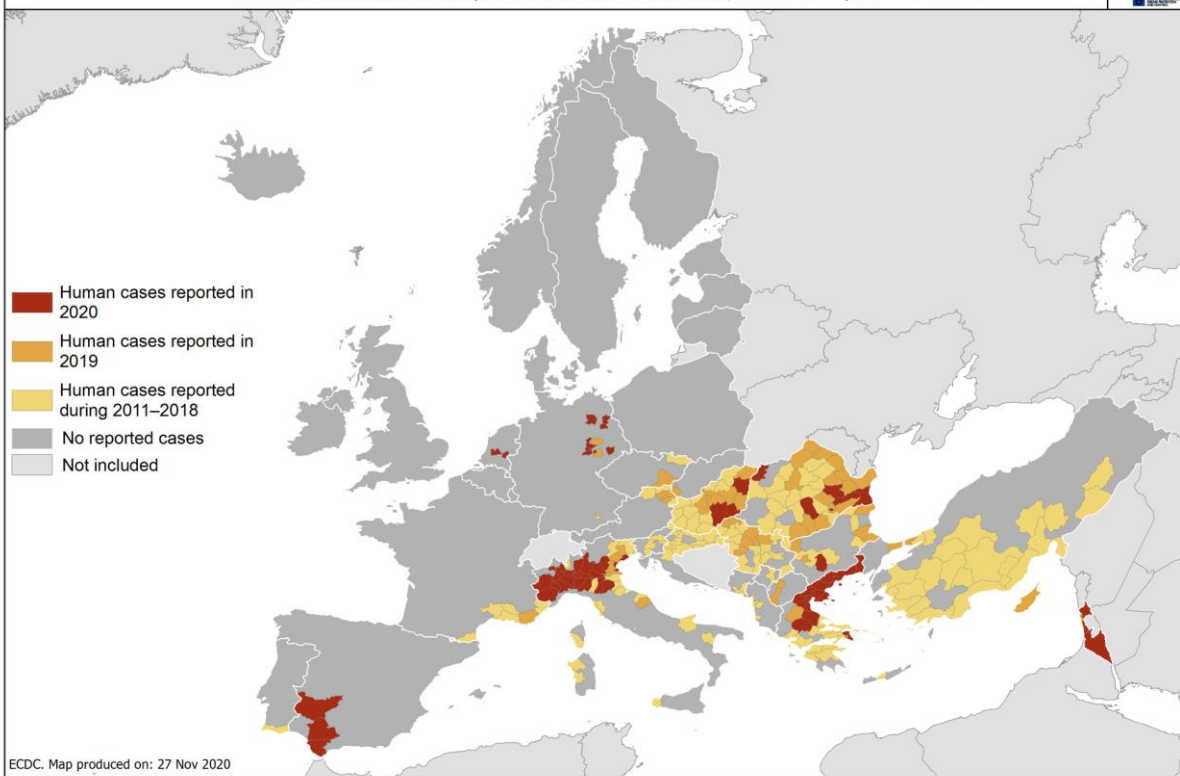 Human cases reported in
2020
Human cases reported in
2019
Human cases reported
during 2011–2018
No reported cases
Not included
ECDC. Map produced on: 27 Nov 2020